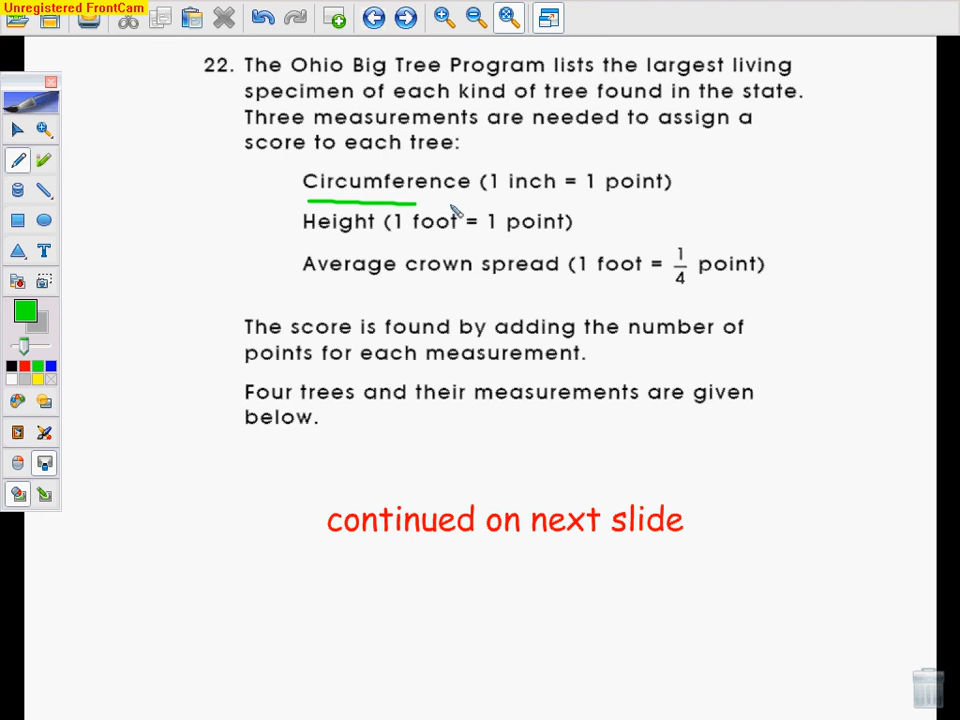 Unregistered FrontCam
22. The Ohio Big Tree Program lists the largest living
specimen of each kind of tree found in the state.
Three measurements are needed to assign a
score to each tree:
Circumference (1 inch = 1 point)
Height (1 foot = 1 point)
Average crown spread (1 foot = 1/4 point)
The score is found by adding the number of
points for each measurement.
Four trees and their measurements are given
below.
continued on next slide